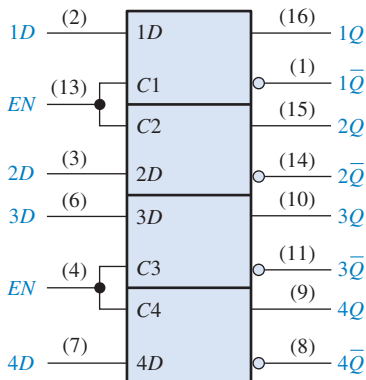 1D (2) 1D (16) 1Q
(1) 1Q̅
EN (13) C1
C2 (15) 2Q
2D (3) 2D (14) 2Q̅
3D (6) 3D (10) 3Q
(11) 3Q̅
EN (4) C3
C4 (9) 4Q
4D (7) 4D (8) 4Q̅